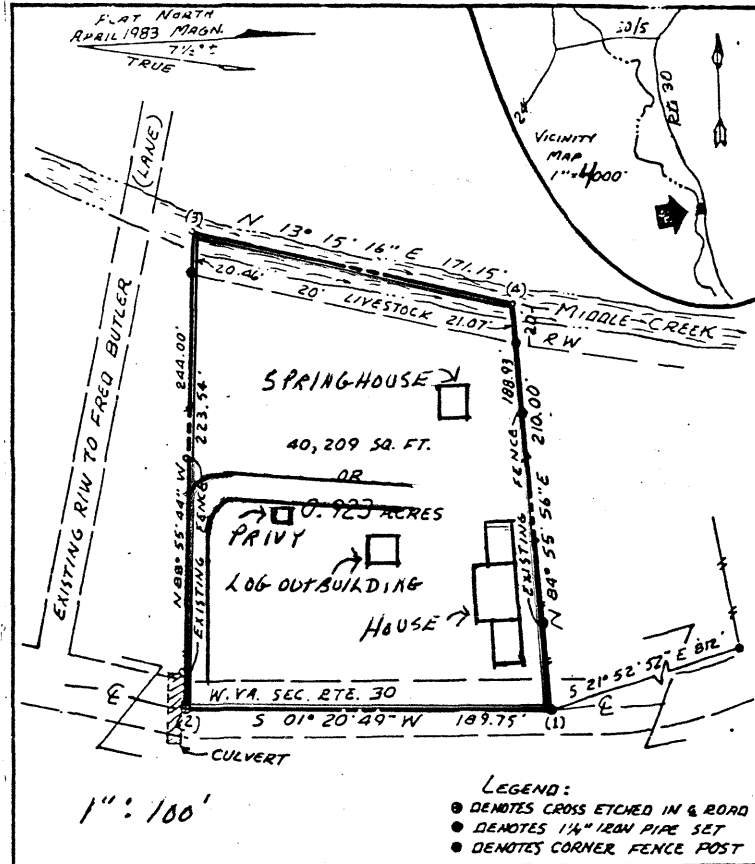 FLAT NORTH
APRIL 1983 MAGN.
7½° ±
TRUE
30/5
RTE 30
VICINITY
MAP
1"=4000'
(LANE)
EXISTING R/W TO FRED BUTLER
(3)
N 13° 15' 16" E 171.15'
(4)
20.46'
20' LIVESTOCK 21.07'
R W
MIDDLE CREEK
20'
244.00'
223.54'
N 88° 55' 44" W
EXISTING FENCE
188.93
210.00'
EXISTING FENCE
N 84° 55' 56" E
SPRINGHOUSE
40,209 SQ. FT.
OR
0.923 ACRES
PRIVY
LOG OUTBUILDING
HOUSE
S 21° 52' 52" E 812'
W. VA. SEC. RTE. 30
℄
℄
(2)
S 01° 20' 49" W 189.75'
(1)
CULVERT
1" : 100'
LEGEND:
DENOTES CROSS ETCHED IN ℄ ROAD
DENOTES 1¼" IRON PIPE SET
DENOTES CORNER FENCE POST